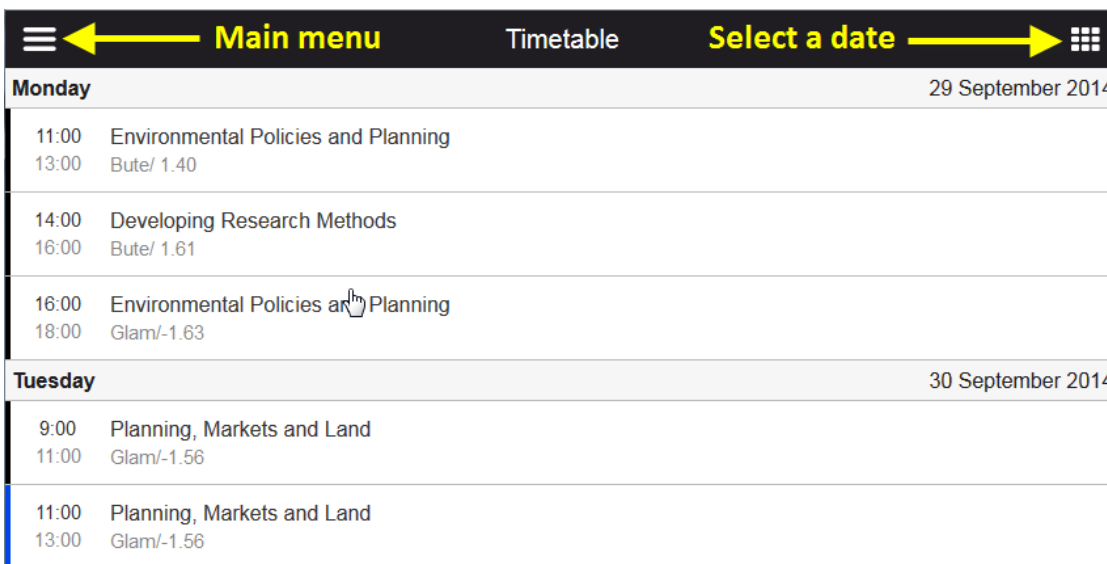 Main menu Timetable Select a date
Monday 29 September 2014
11:00 Environmental Policies and Planning
13:00 Bute/ 1.40
14:00 Developing Research Methods
16:00 Bute/ 1.61
16:00 Environmental Policies and Planning
18:00 Glam/-1.63
Tuesday 30 September 2014
9:00 Planning, Markets and Land
11:00 Glam/-1.56
11:00 Planning, Markets and Land
13:00 Glam/-1.56